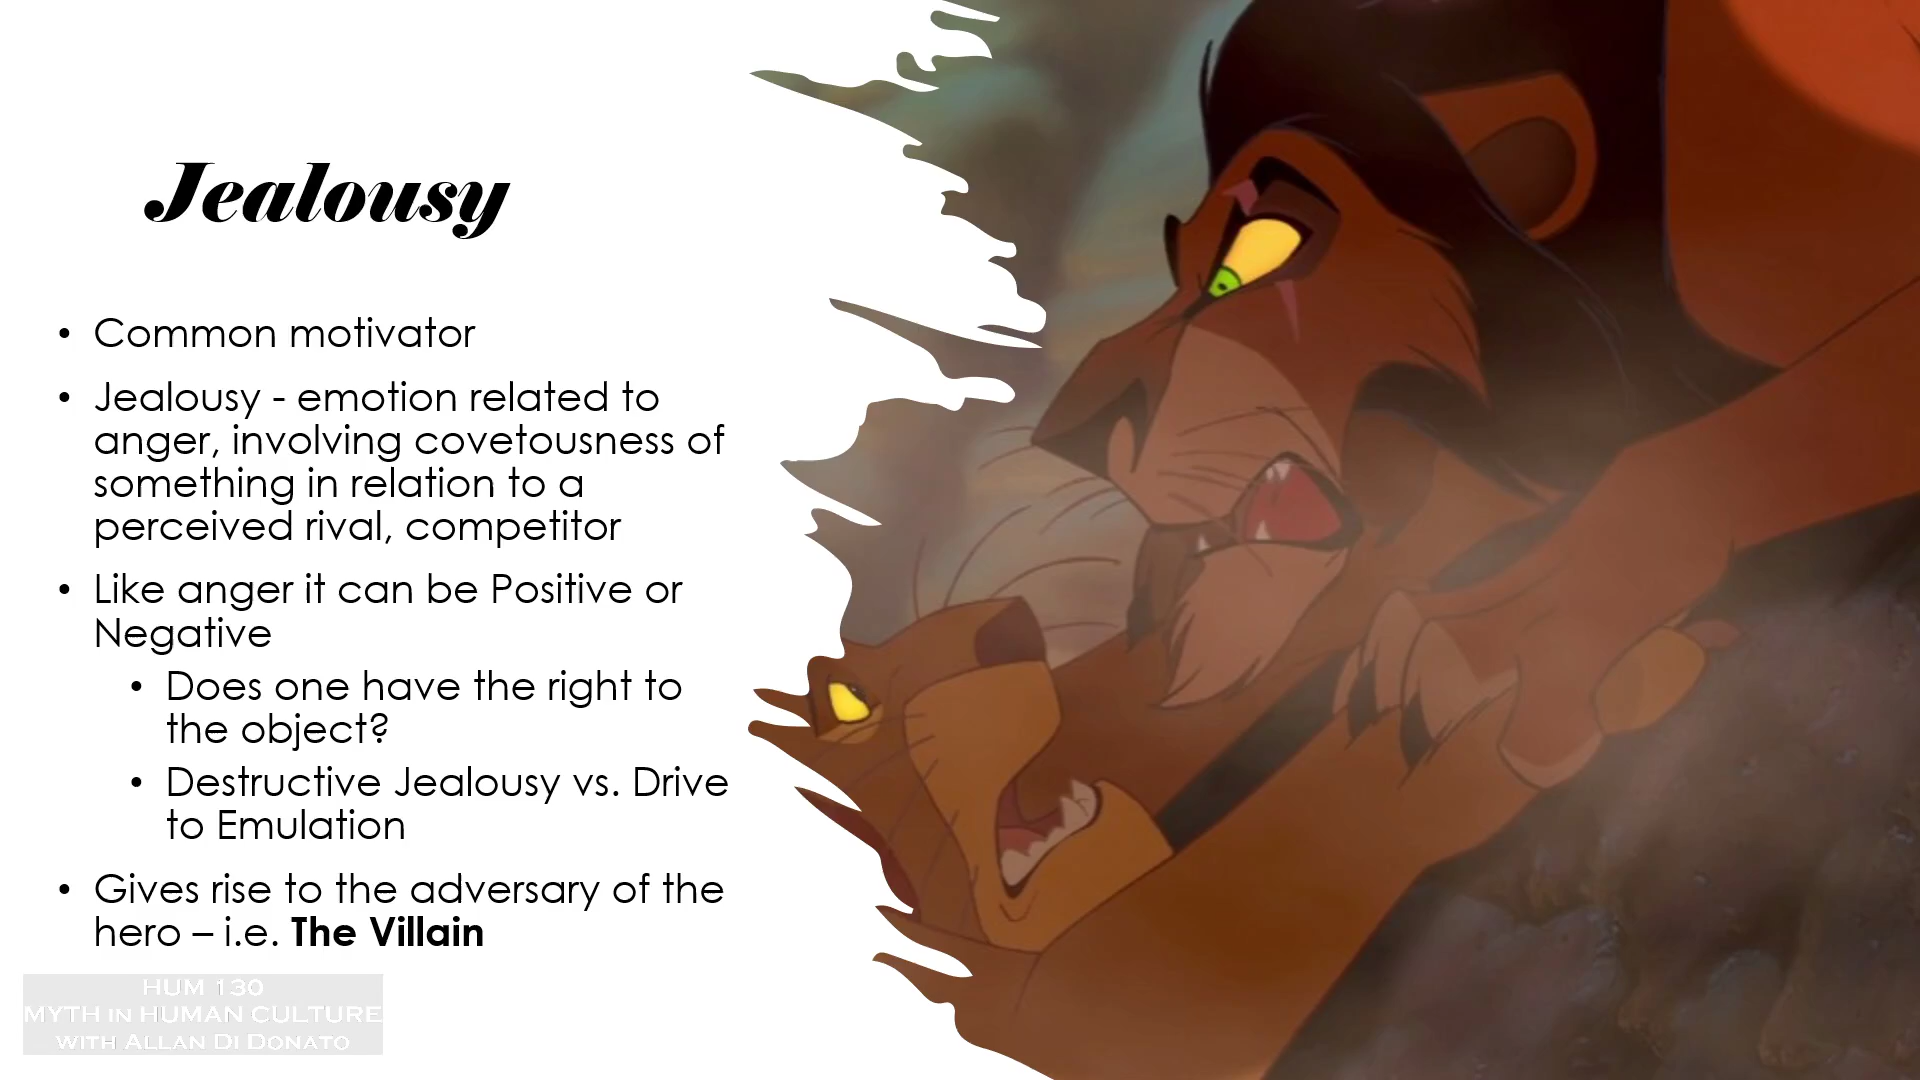 Jealousy
• Common motivator
• Jealousy - emotion related to
anger, involving covetousness of
something in relation to a
perceived rival, competitor
• Like anger it can be Positive or
Negative
• Does one have the right to
the object?
• Destructive Jealousy vs. Drive
to Emulation
• Gives rise to the adversary of the
hero – i.e. The Villain
HUM 130
MYTH IN HUMAN CULTURE
WITH ALLAN DI DONATO